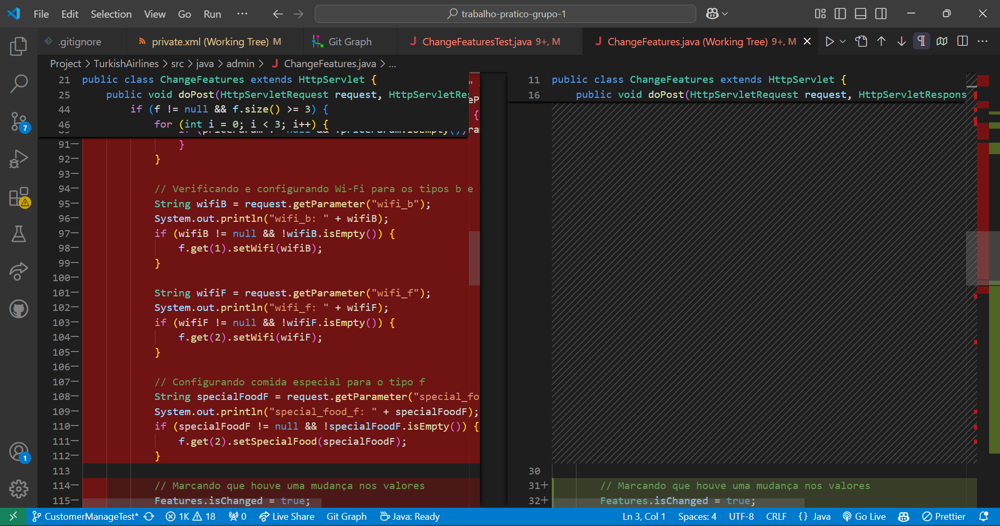 File Edit Selection View Go Run ··· trabalho-pratico-grupo-1
.gitignore private.xml (Working Tree) M Git Graph ChangeFeaturesTest.java 9+, M ChangeFeatures.java (Working Tree) 9+, M
Project > TurkishAirlines > src > java > admin > ChangeFeatures.java > ...
21 public class ChangeFeatures extends HttpServlet {
25 public void doPost(HttpServletRequest request, HttpServletRes
44 if (f != null && f.size() >= 3) {
46 for (int i = 0; i < 3; i++) {
91— }
92— }
93—
94— // Verificando e configurando Wi-Fi para os tipos b e
95— String wifiB = request.getParameter("wifi_b");
96— System.out.println("wifi_b: " + wifiB);
97— if (wifiB != null && !wifiB.isEmpty()) {
98— f.get(1).setWifi(wifiB);
99— }
100—
101— String wifiF = request.getParameter("wifi_f");
102— System.out.println("wifi_f: " + wifiF);
103— if (wifiF != null && !wifiF.isEmpty()) {
104— f.get(2).setWifi(wifiF);
105— }
106—
107— // Configurando comida especial para o tipo f
108— String specialFoodF = request.getParameter("special_fo
109— System.out.println("special_food_f: " + specialFoodF);
110— if (specialFoodF != null && !specialFoodF.isEmpty()) {
111— f.get(2).setSpecialFood(specialFoodF);
112— }
113
114— // Marcando que houve uma mudança nos valores
115— Features.isChanged = true;
11 public class ChangeFeatures extends HttpServlet {
16 public void doPost(HttpServletRequest request, HttpServletRespons
30
31+ // Marcando que houve uma mudança nos valores
32+ Features.isChanged = true;
7
1
CustomerManageTest* 1K 18 0 Live Share Git Graph Java: Ready Ln 3, Col 1 Spaces: 4 UTF-8 CRLF {} Java Go Live Prettier